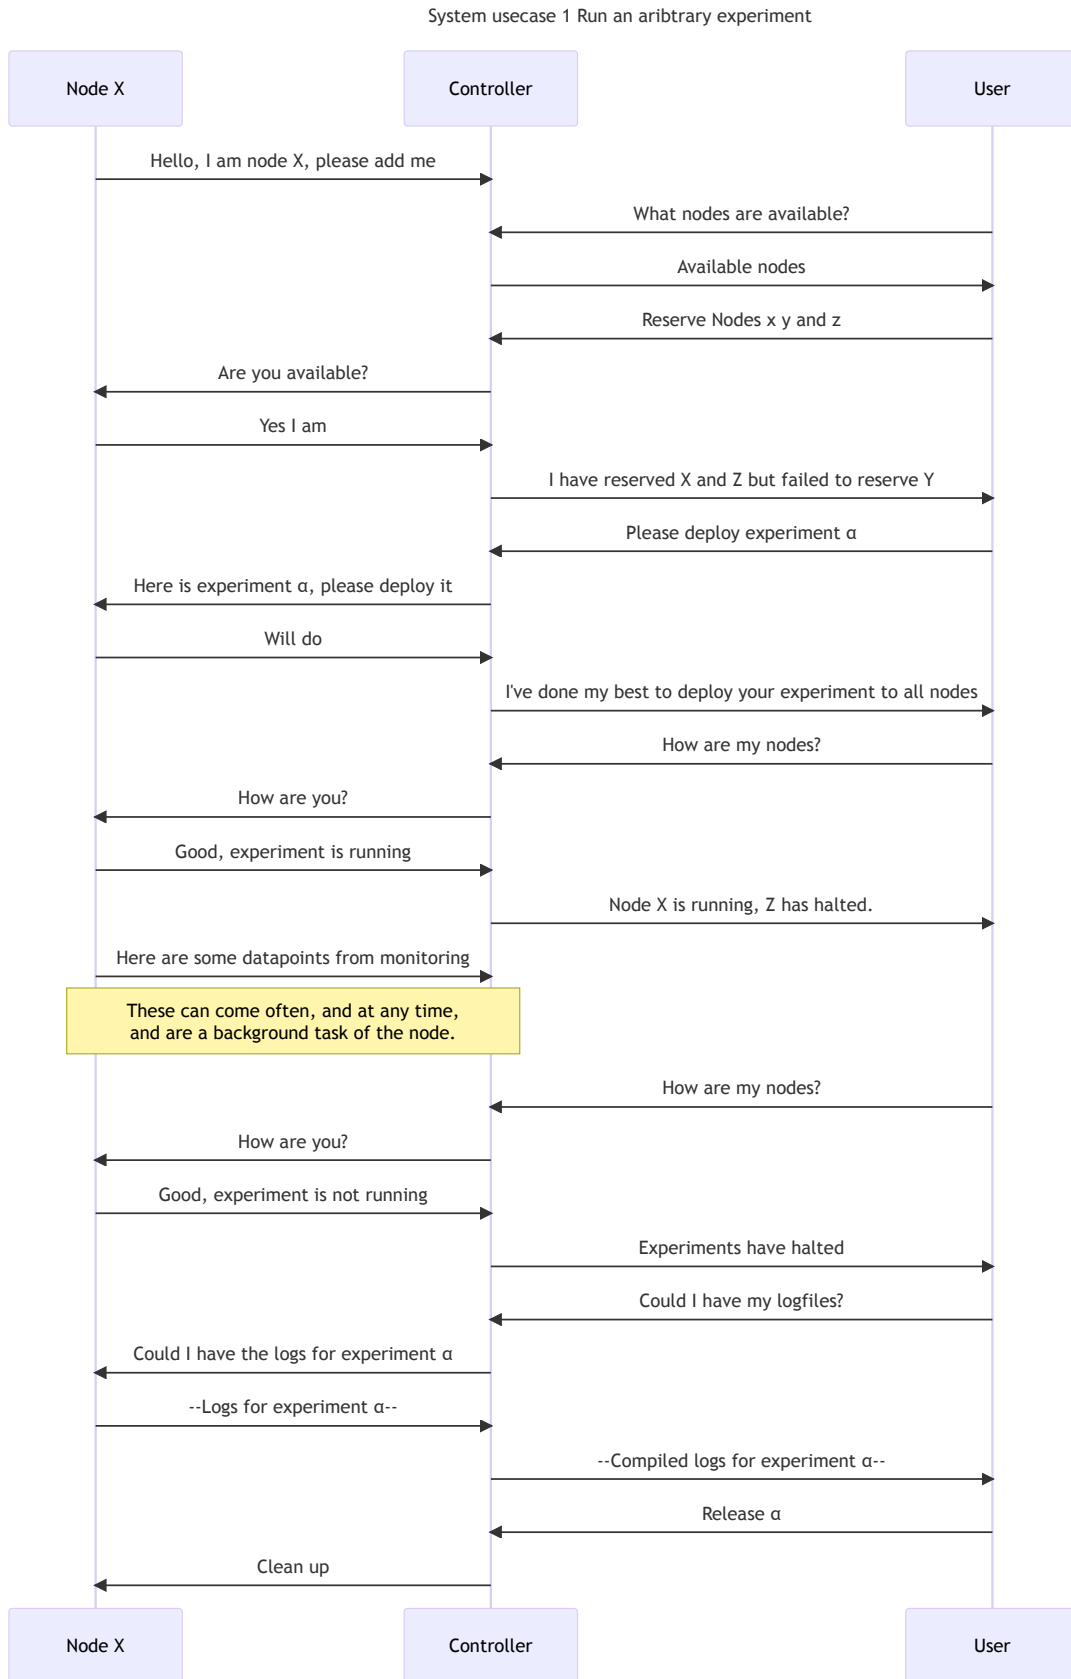 System usecase 1 Run an aribtrary experiment
Node X
Controller
User
Hello, I am node X, please add me
What nodes are available?
Available nodes
Reserve Nodes x y and z
Are you available?
Yes I am
I have reserved X and Z but failed to reserve Y
Please deploy experiment α
Here is experiment α, please deploy it
Will do
I've done my best to deploy your experiment to all nodes
How are my nodes?
How are you?
Good, experiment is running
Node X is running, Z has halted.
Here are some datapoints from monitoring
These can come often, and at any time,
and are a background task of the node.
How are my nodes?
How are you?
Good, experiment is not running
Experiments have halted
Could I have my logfiles?
Could I have the logs for experiment α
--Logs for experiment α--
--Compiled logs for experiment α--
Release α
Clean up
Node X
Controller
User